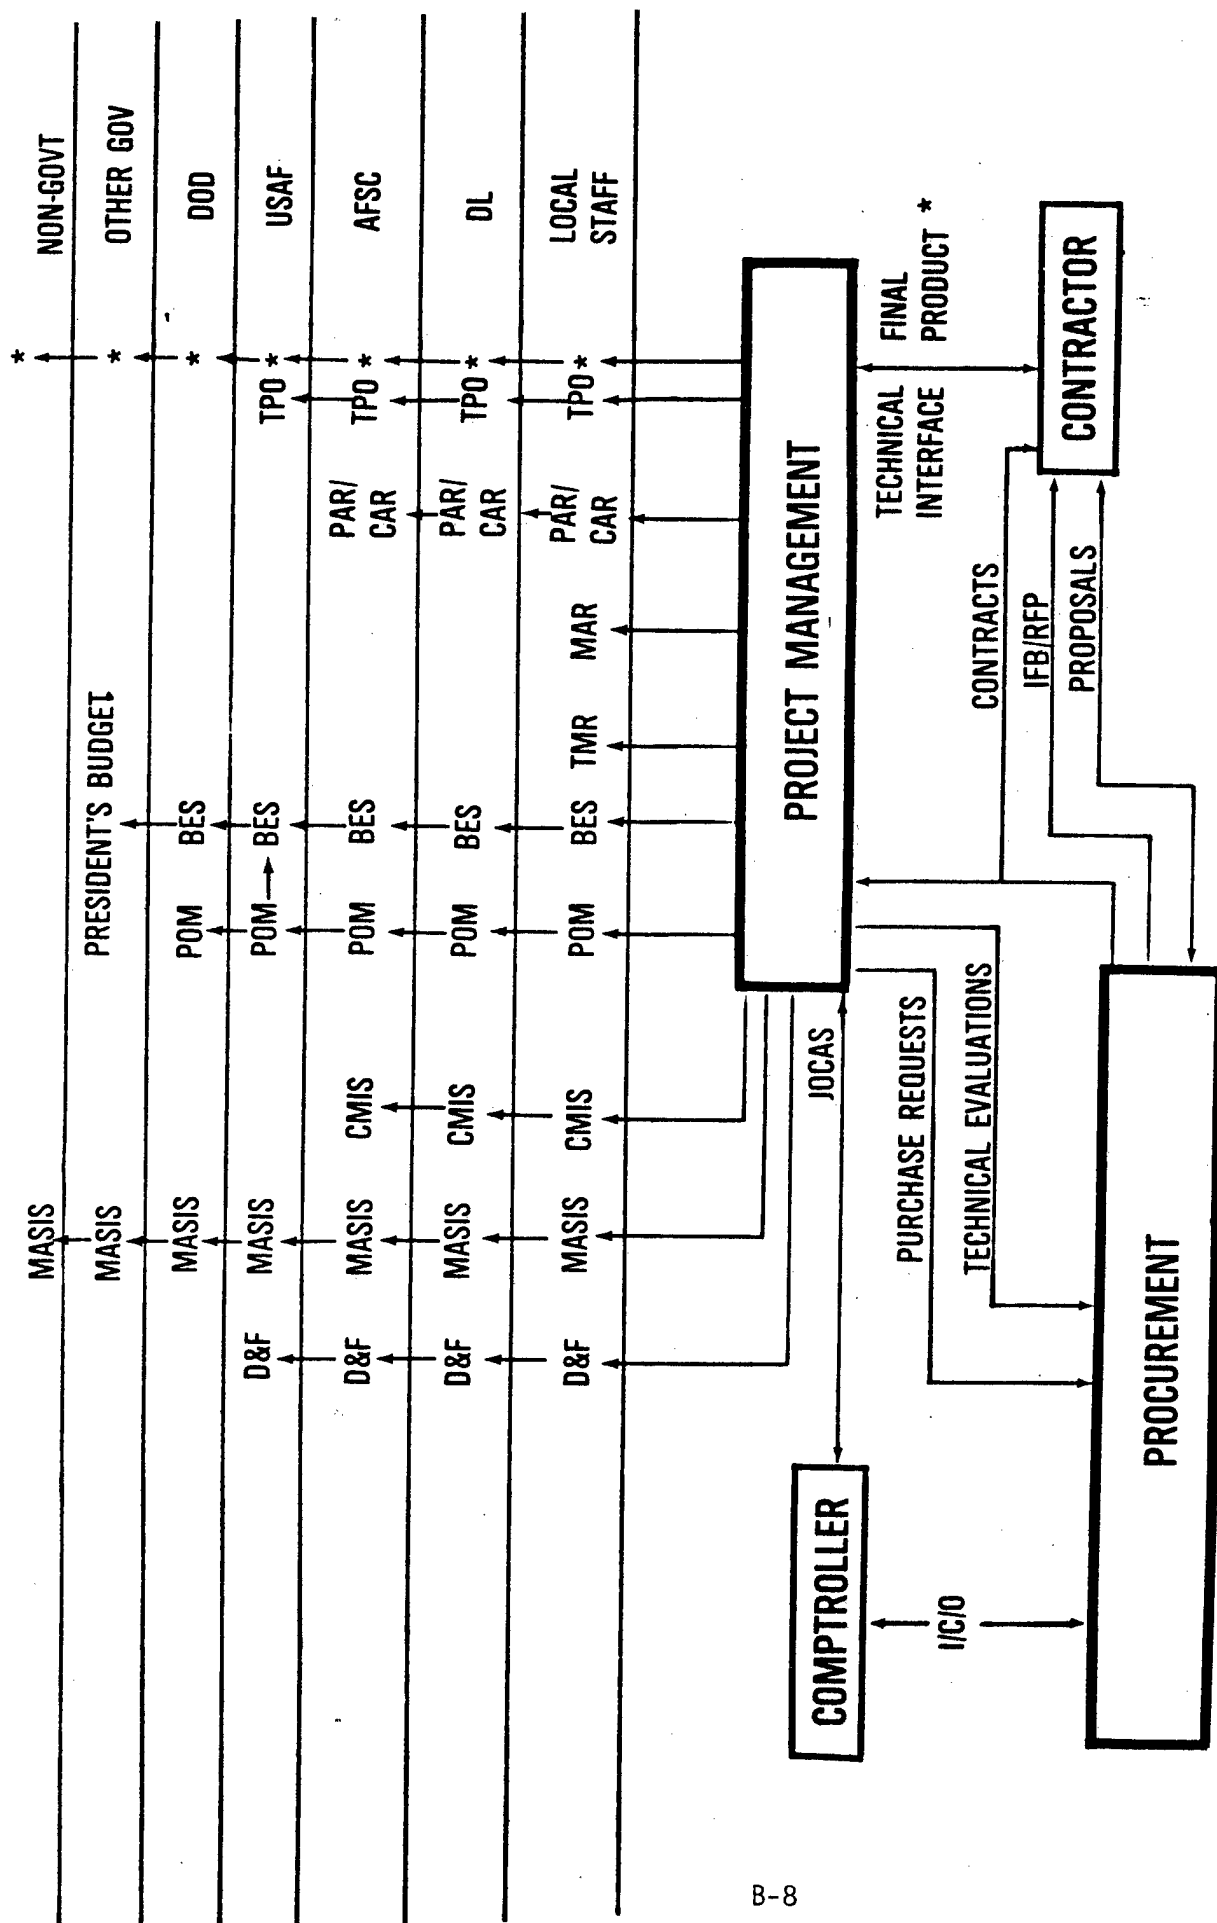 MASIS * NON-GOVT
MASIS PRESIDENT'S BUDGET * OTHER GOV
MASIS POM BES * DOD
D&F MASIS POM BES TPO * USAF
D&F MASIS CMIS POM BES PAR/ TPO * AFSC
CAR
D&F MASIS CMIS POM BES PAR/ TPO * DL
CAR
D&F MASIS CMIS POM BES TMR MAR PAR/ TPO * LOCAL
CAR STAFF
PROJECT MANAGEMENT
JOCAS
COMPTROLLER
TECHNICAL
INTERFACE
FINAL
PRODUCT *
PURCHASE REQUESTS
TECHNICAL EVALUATIONS
I/C/O
CONTRACTS
IFB/RFP
PROPOSALS
CONTRACTOR
PROCUREMENT
B-8